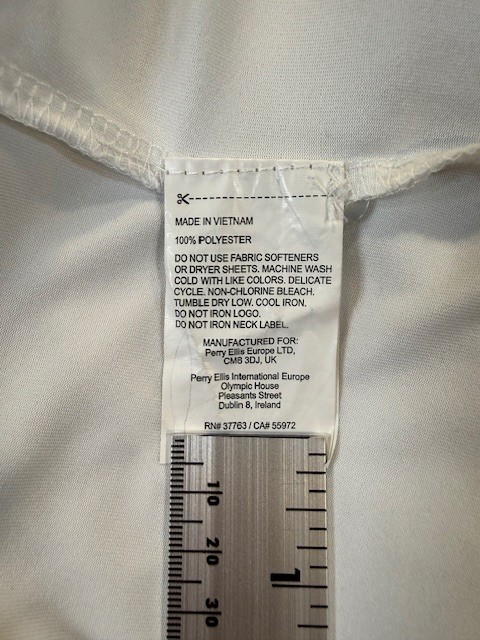 MADE IN VIETNAM
100% POLYESTER
DO NOT USE FABRIC SOFTENERS
OR DRYER SHEETS. MACHINE WASH
COLD WITH LIKE COLORS. DELICATE
CYCLE. NON-CHLORINE BLEACH.
TUMBLE DRY LOW. COOL IRON.
DO NOT IRON LOGO.
DO NOT IRON NECK LABEL.
MANUFACTURED FOR:
Perry Ellis Europe LTD,
CM8 3DJ, UK
Perry Ellis International Europe
Olympic House
Pleasants Street
Dublin 8, Ireland
RN# 37763 / CA# 55972
10
20
1
30